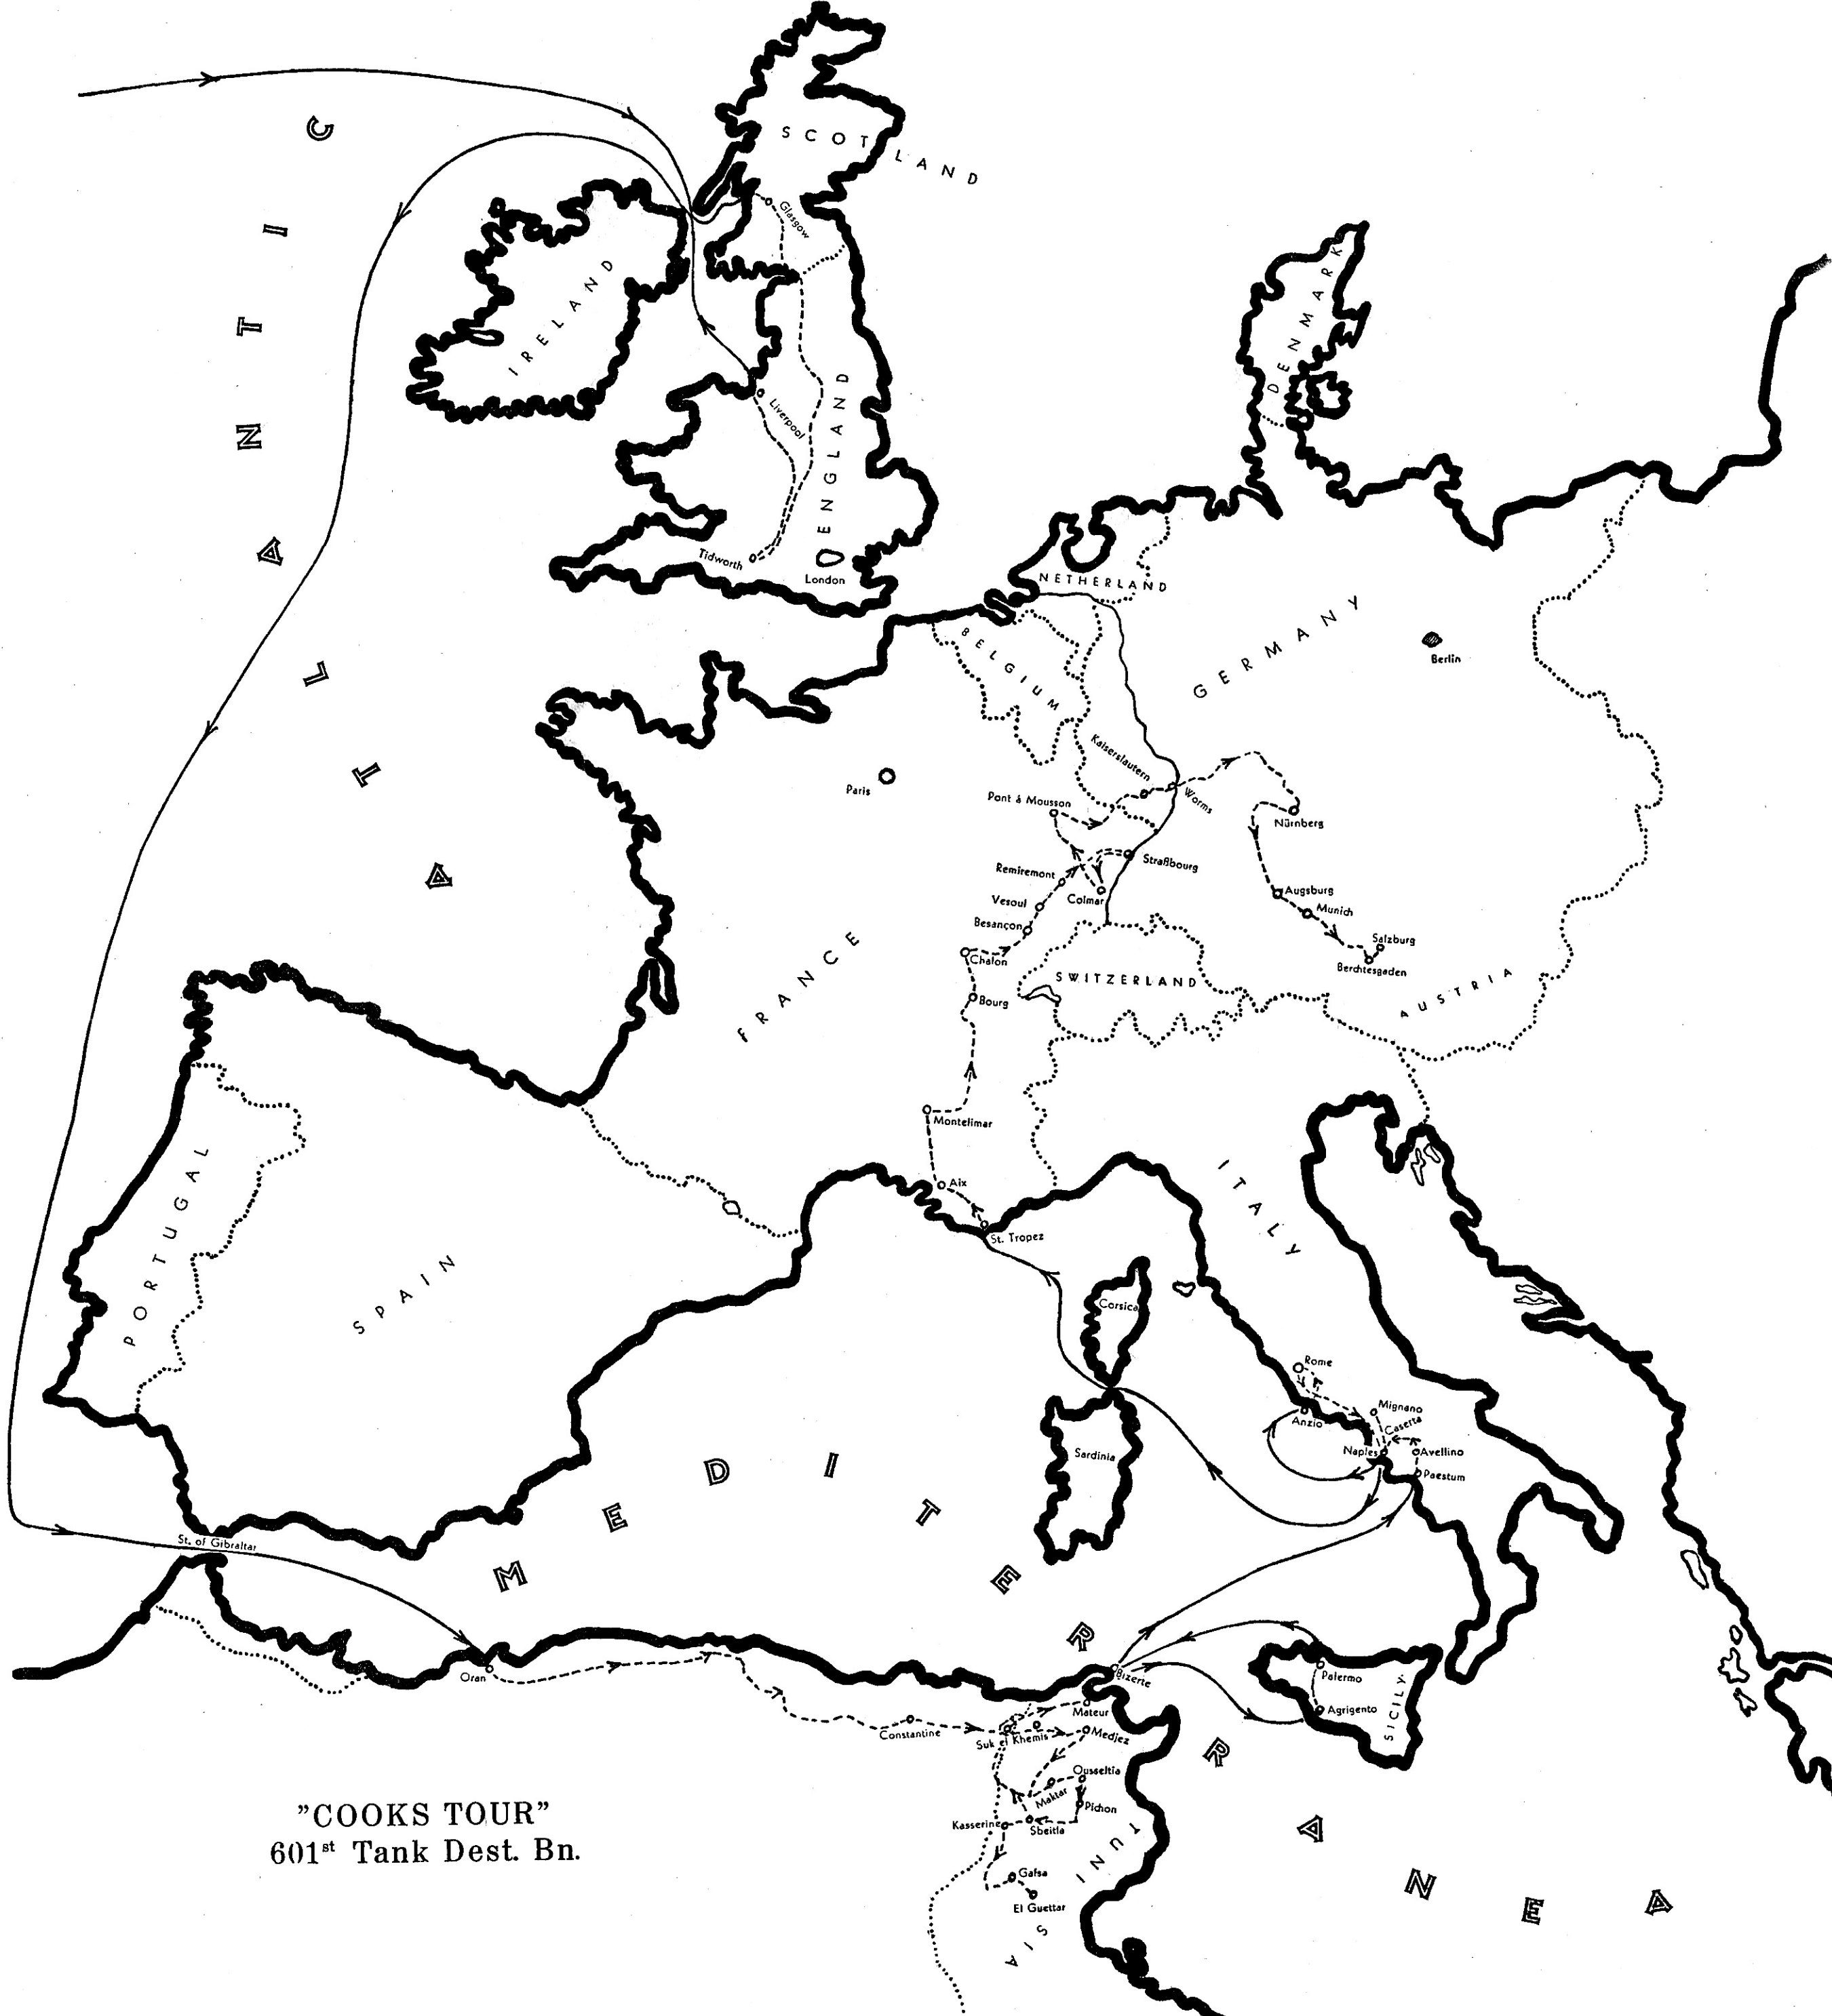 ATLANTIC
SCOTLAND
Glasgow
IRELAND
DENMARK
Liverpool
ENGLAND
Tidworth
London
NETHERLAND
BELGIUM
GERMANY
Berlin
Kaiserslautern
Paris
Pont à Mousson
Worms
Nürnberg
Straßbourg
Remiremont
Colmar
Vesoul
Augsburg
Munich
Besançon
Salzburg
Chalon
Berchtesgaden
FRANCE
SWITZERLAND
Bourg
AUSTRIA
Montelimar
PORTUGAL
Aix
ITALY
St. Tropez
SPAIN
Corsica
Rome
Mignano
Anzio
Caserta
Sardinia
Naples
Avellino
Paestum
MEDITERRANEA
St. of Gibraltar
Oran
Bizerte
Palermo
Mateur
Agrigento
SICILY
Constantine
Suk el Khemis
Medjez
Ousseltia
Maktar
Pichon
Kasserine
Sbeitla
TUNISIA
Gafsa
El Guettar
"COOKS TOUR"
601st Tank Dest. Bn.